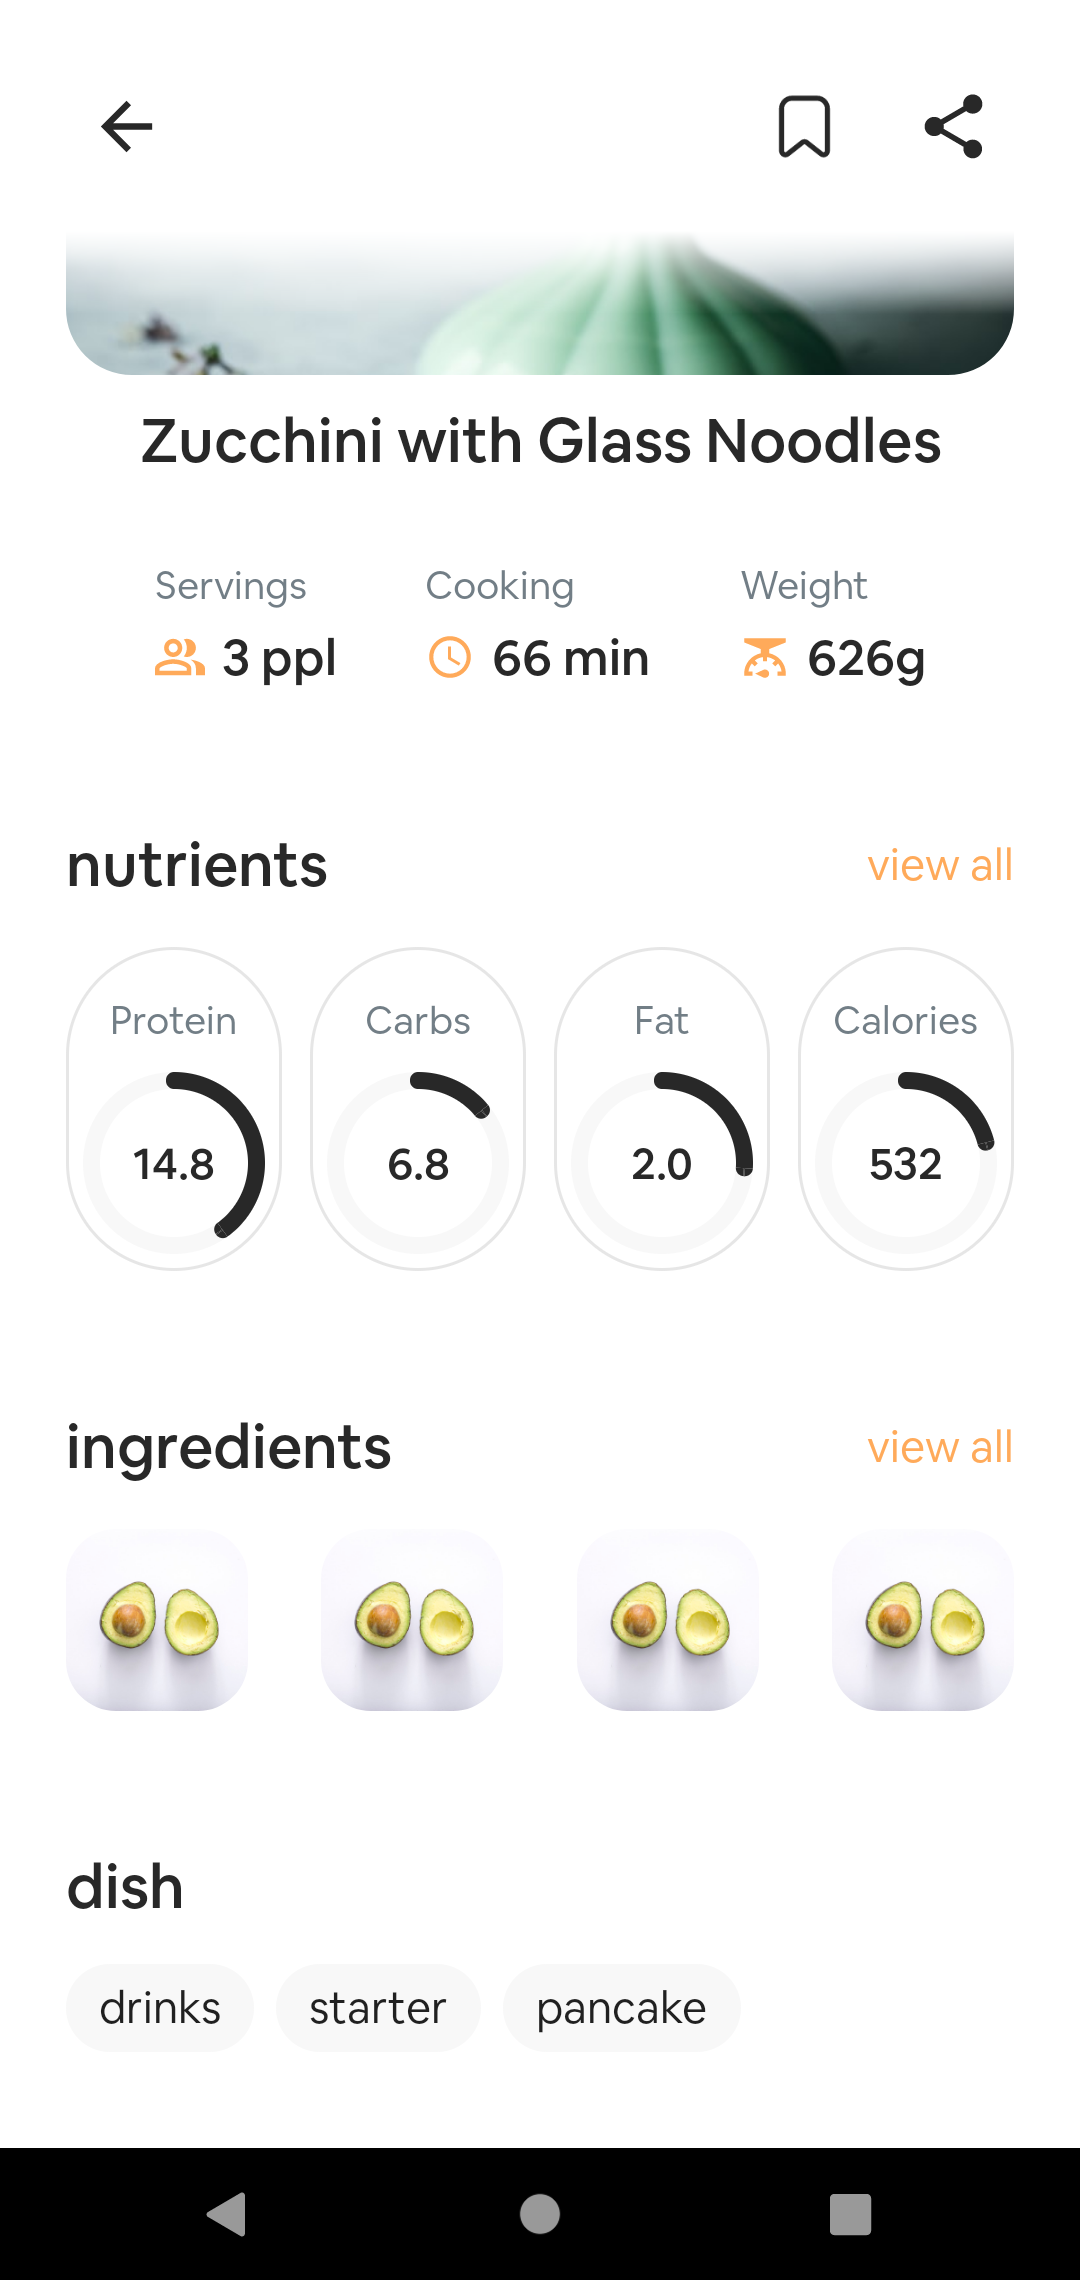 Zucchini with Glass Noodles
Servings Cooking Weight
3 ppl 66 min 626g
nutrients view all
Protein Carbs Fat Calories
14.8 6.8 2.0 532
ingredients view all
dish
drinks starter pancake